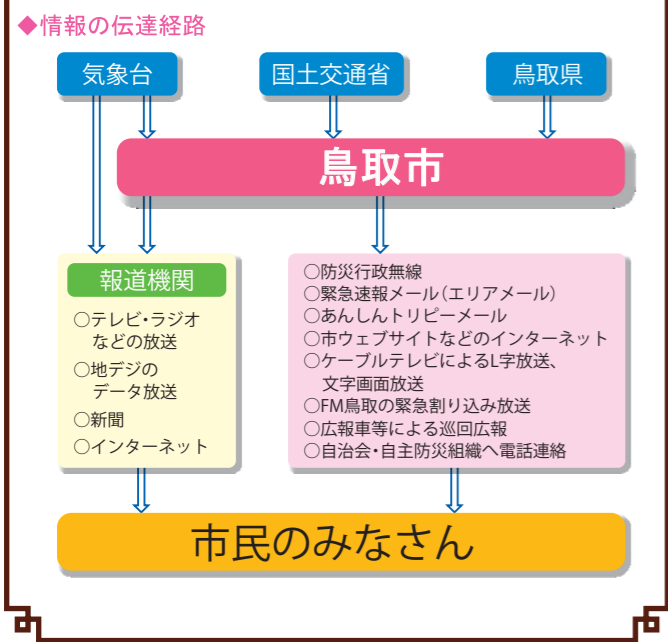 ◆情報の伝達経路
気象台
国土交通省
鳥取県
鳥取市
報道機関
○テレビ・ラジオ
などの放送
○地デジの
データ放送
○新聞
○インターネット
○防災行政無線
○緊急速報メール（エリアメール）
○あんしんトリピーメール
○市ウェブサイトなどのインターネット
○ケーブルテレビによるL字放送、
文字画面放送
○FM鳥取の緊急割り込み放送
○広報車等による巡回広報
○自治会・自主防災組織へ電話連絡
市民のみなさん